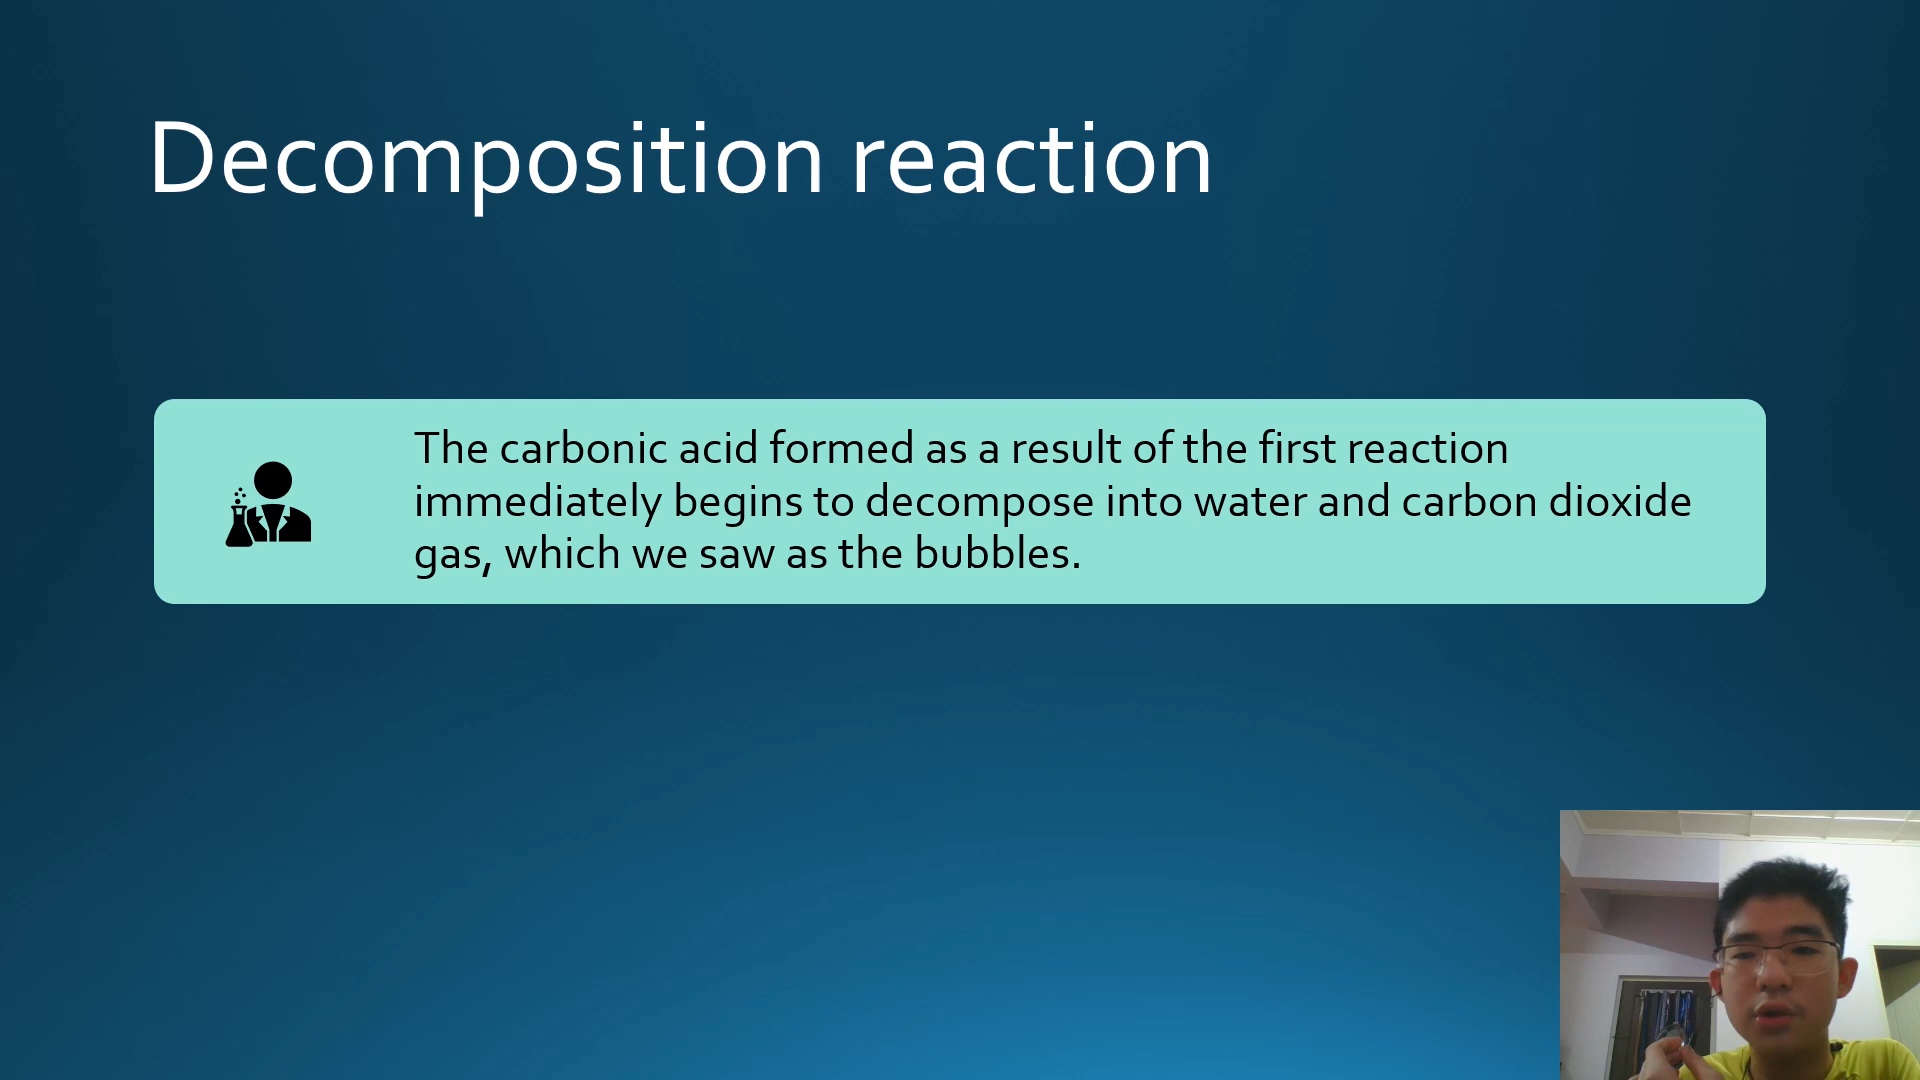 Decomposition reaction
The carbonic acid formed as a result of the first reaction
immediately begins to decompose into water and carbon dioxide
gas, which we saw as the bubbles.